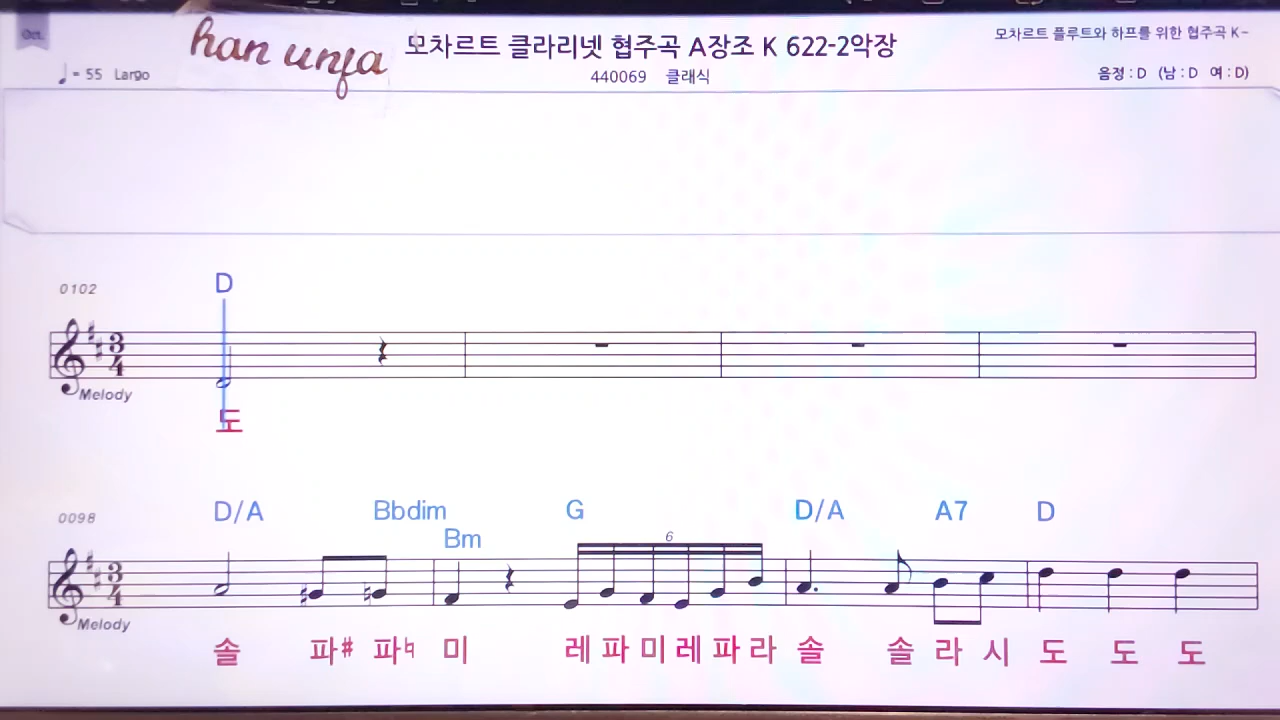 Oct.
han unfa
모차르트 클라리넷 협주곡 A장조 K 622-2악장
모차르트 플루트와 하프를 위한 협주곡 K~
♩= 55 Largo
440069 클래식
음정 : D (남 : D 여 : D)
D
0102
3
4
Melody
도
D/A Bbdim G D/A A7 D
0098
Bm
6
3
4
Melody
솔 파# 파♮ 미 레 파 미 레 파 라 솔 솔 라 시 도 도 도